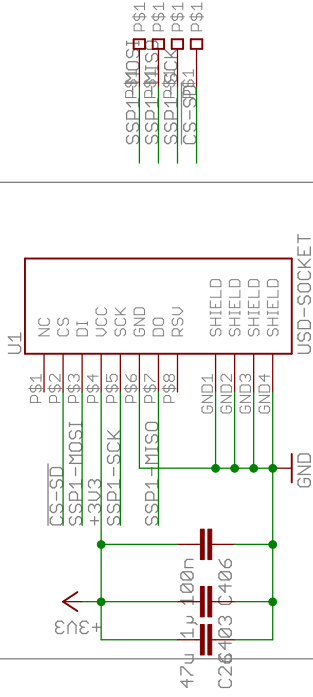 P$1
P$1
P$1
P$1
SSP1-MOSI
SSP1-MISO
SSP1-SCK
CS-SD
U1
USD-SOCKET
NC
CS
DI
VCC
SCK
GND
DO
RSV
SHIELD
SHIELD
SHIELD
SHIELD
P$1
P$2
P$3
P$4
P$5
P$6
P$7
P$8
GND1
GND2
GND3
GND4
CS-SD
SSP1-MOSI
+3V3
SSP1-SCK
SSP1-MISO
GND
100n
C406
+3V3
1µ
C403
47µ